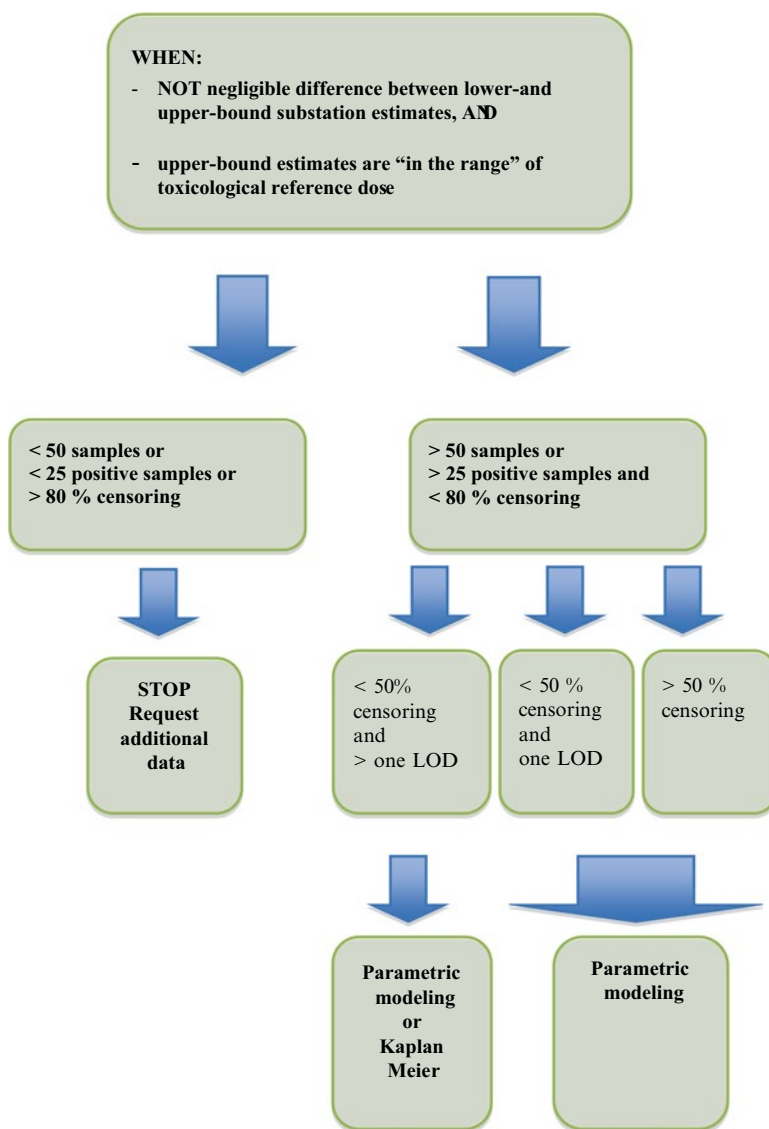 WHEN:
- NOT negligible difference between lower-and
upper-bound substation estimates, AND
- upper-bound estimates are “in the range” of
toxicological reference dose
< 50 samples or
< 25 positive samples or
> 80 % censoring
> 50 samples or
> 25 positive samples and
< 80 % censoring
STOP
Request
additional
data
< 50%
censoring
and
> one LOD
< 50 %
censoring
and
one LOD
> 50 %
censoring
Parametric
modeling
or
Kaplan
Meier
Parametric
modeling